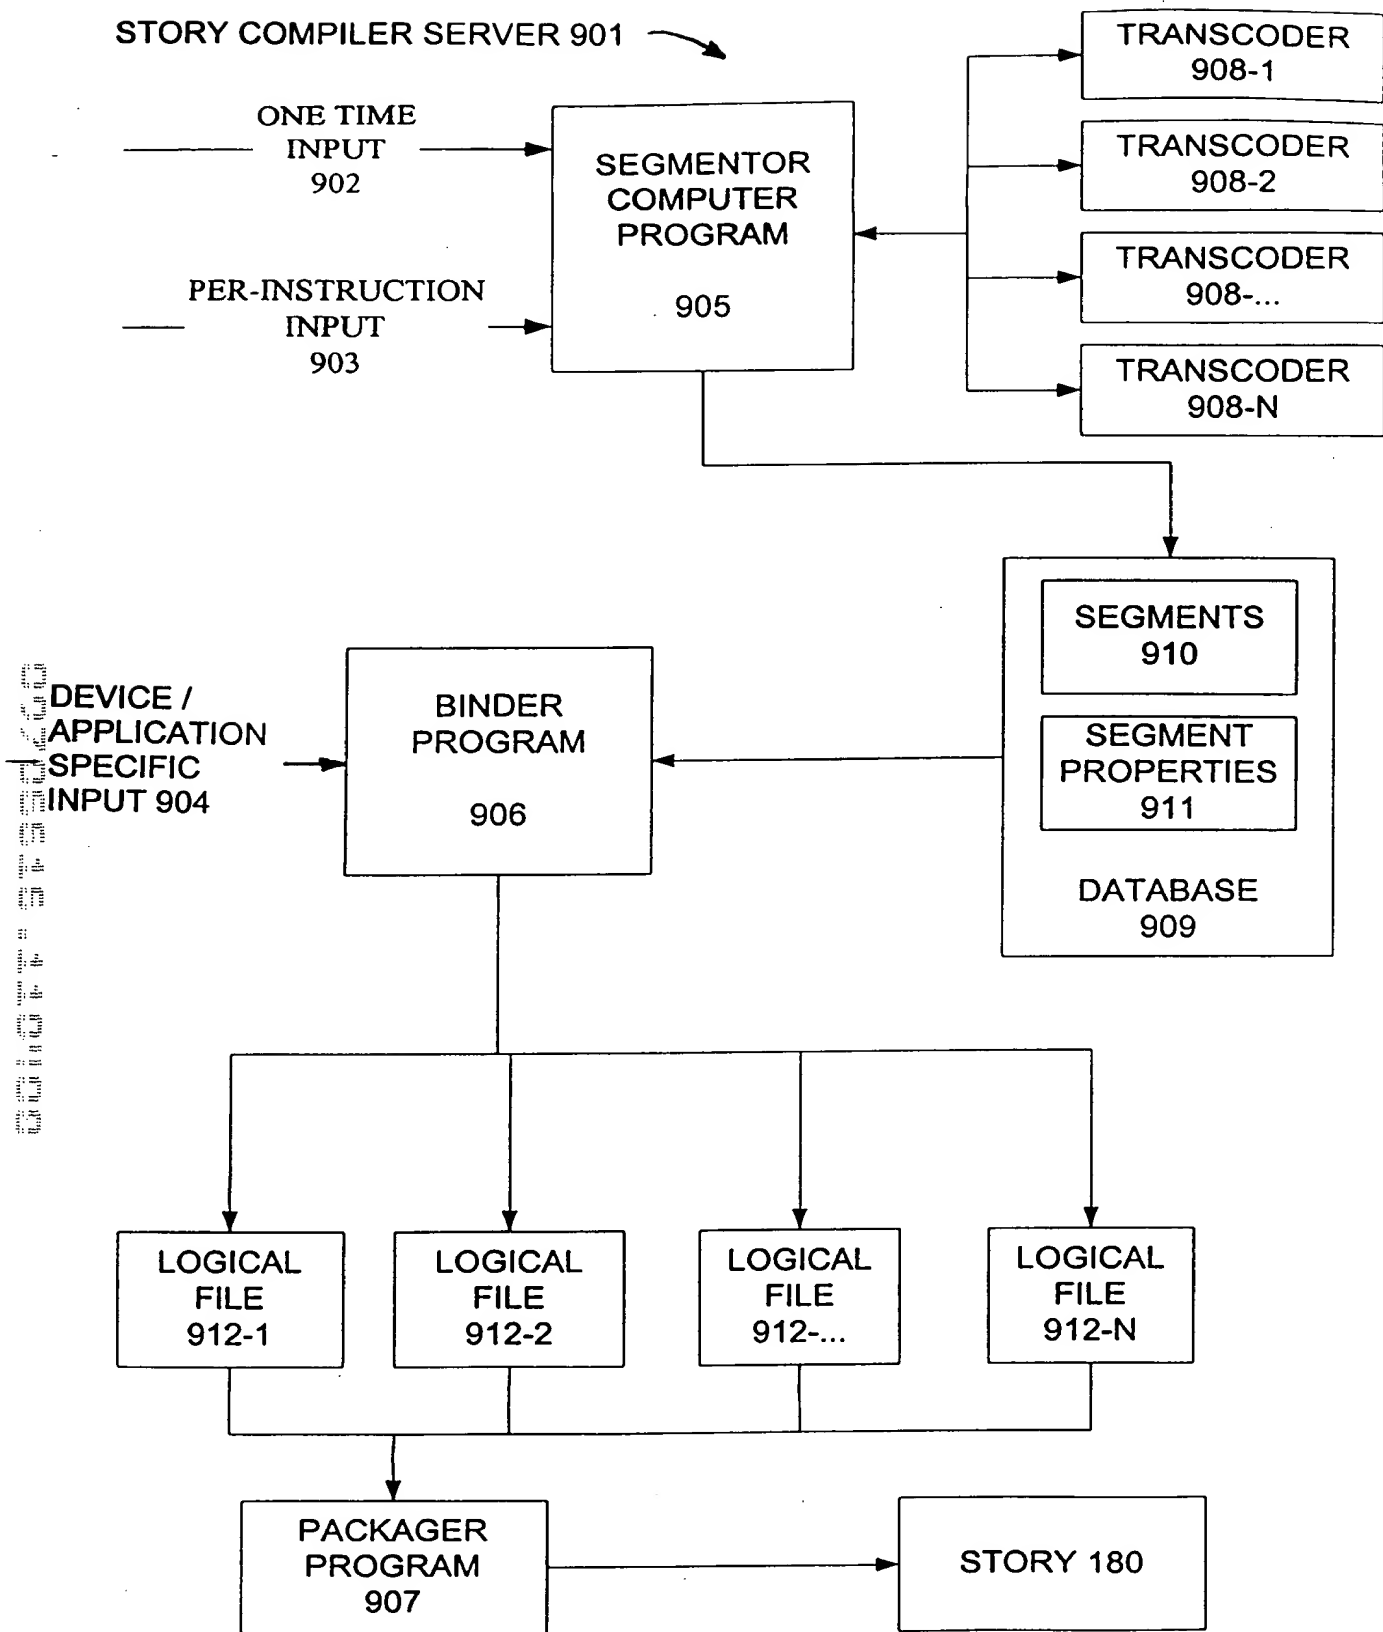 STORY COMPILER SERVER 901
ONE TIME
INPUT
902
PER-INSTRUCTION
INPUT
903
SEGMENTOR
COMPUTER
PROGRAM
905
TRANSCODER
908-1
TRANSCODER
908-2
TRANSCODER
908-...
TRANSCODER
908-N
SEGMENTS
910
SEGMENT
PROPERTIES
911
DATABASE
909
DEVICE /
APPLICATION
SPECIFIC
INPUT 904
BINDER
PROGRAM
906
LOGICAL
FILE
912-1
LOGICAL
FILE
912-2
LOGICAL
FILE
912-...
LOGICAL
FILE
912-N
PACKAGER
PROGRAM
907
STORY 180